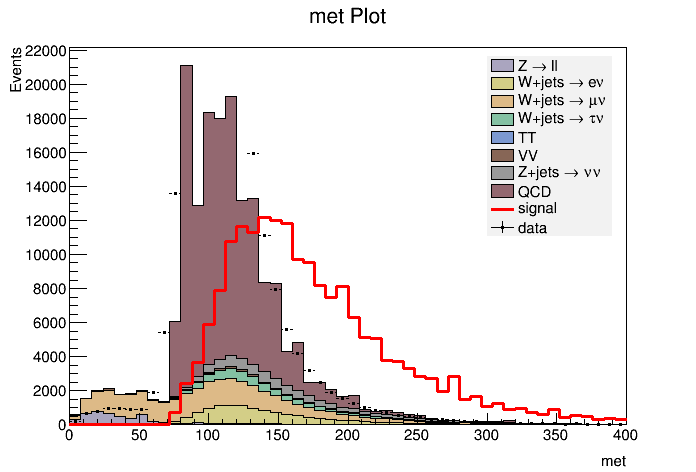 met Plot
Events
22000
20000
18000
16000
14000
12000
10000
8000
6000
4000
2000
0
Z → ll
W+jets → eν
W+jets → μν
W+jets → τν
TT
VV
Z+jets → νν
QCD
signal
data
0 50 100 150 200 250 300 350 400
met